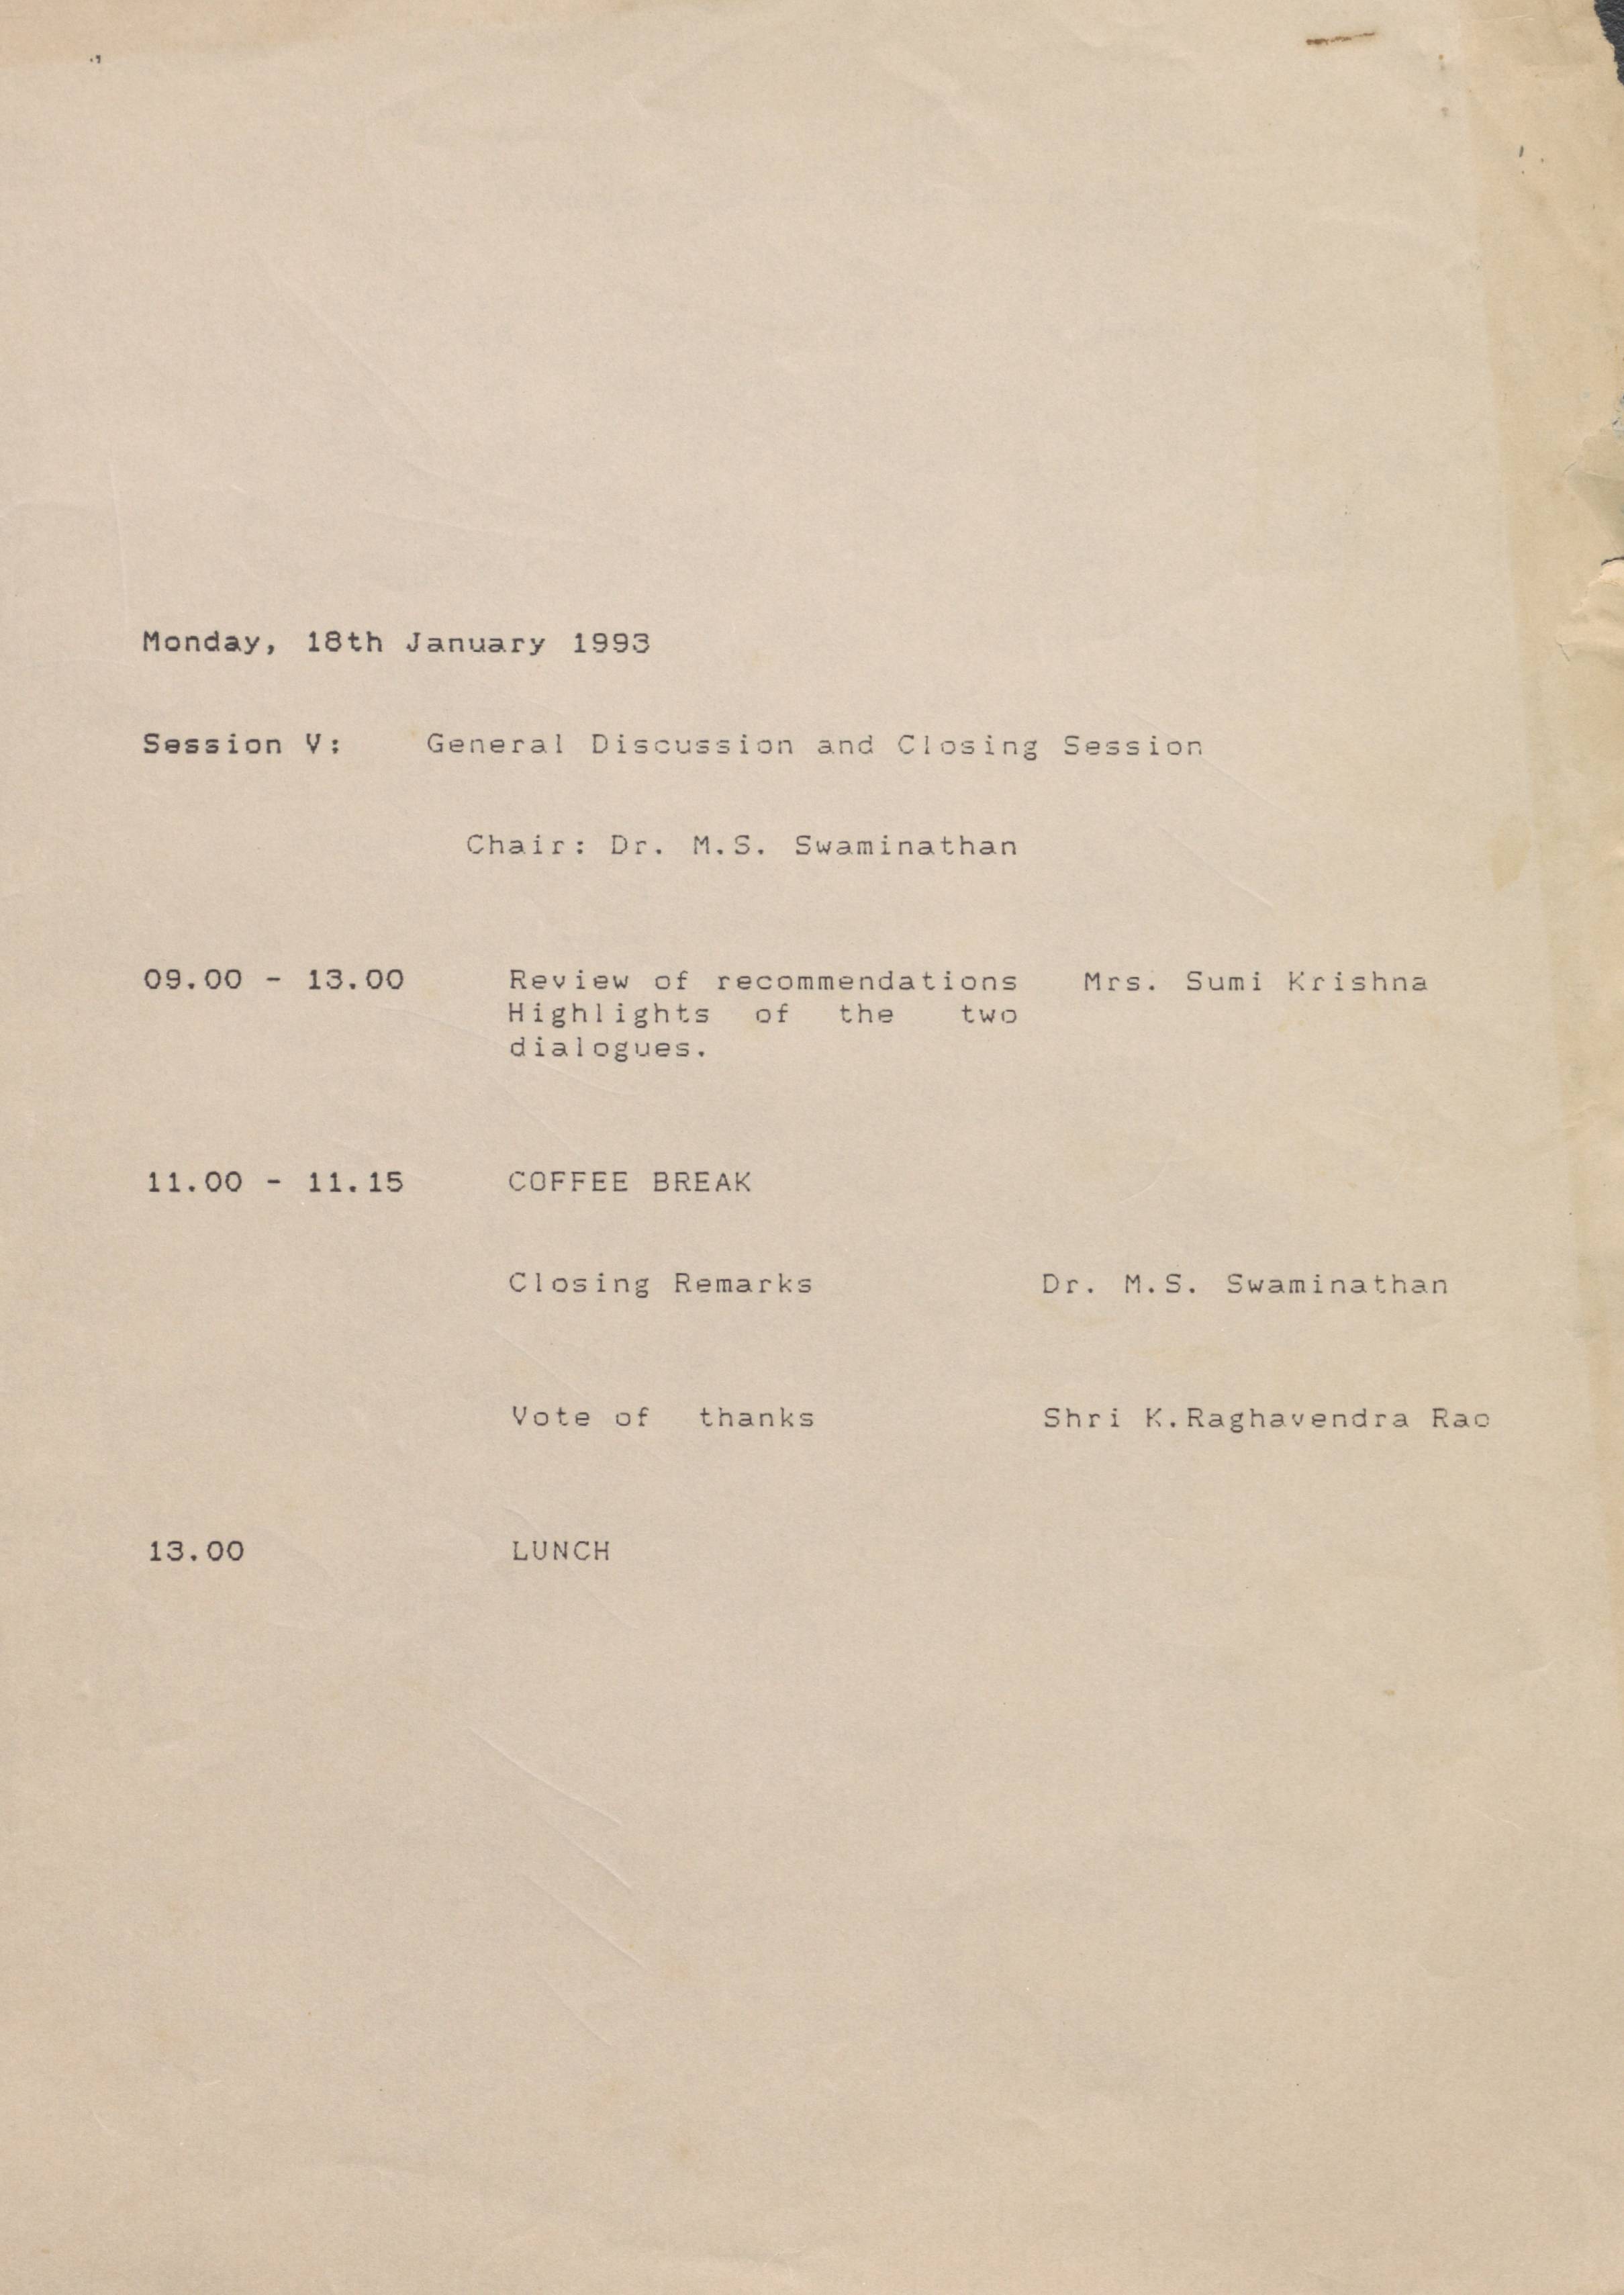 Monday, 18th January 1993
Session V: General Discussion and Closing Session
Chair: Dr. M.S. Swaminathan
09.00 - 13.00 Review of recommendations Mrs. Sumi Krishna
Highlights of the two
dialogues.
11.00 - 11.15 COFFEE BREAK
Closing Remarks Dr. M.S. Swaminathan
Vote of thanks Shri K.Raghavendra Rao
13.00 LUNCH